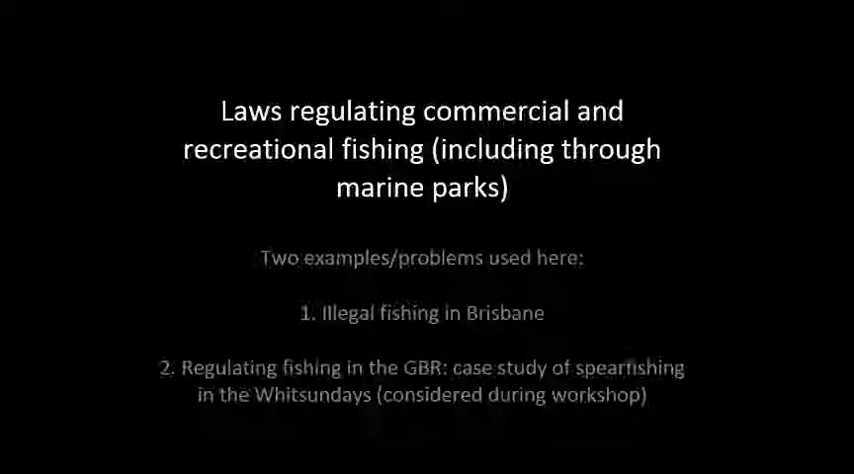 Laws regulating commercial and
recreational fishing (including through
marine parks)
Two examples/problems used here:
1. Illegal fishing in Brisbane
2. Regulating fishing in the GBR: case study of spearfishing
in the Whitsundays (considered during workshop)